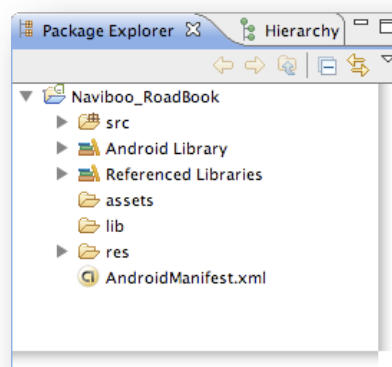 Package Explorer Hierarchy
Naviboo_RoadBook
src
Android Library
Referenced Libraries
assets
lib
res
AndroidManifest.xml